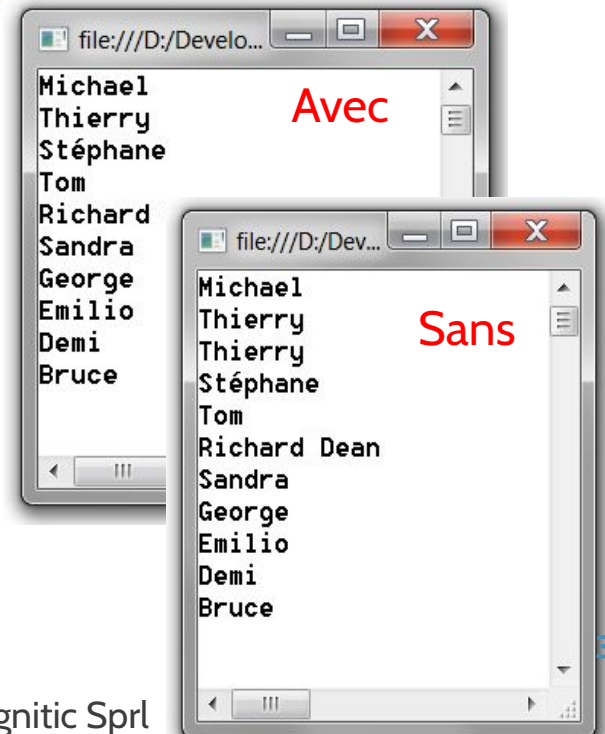 file:///D:/Develo...
Avec
Michael
Thierry
Stéphane
Tom
Richard
Sandra
George
Emilio
Demi
Bruce
file:///D:/Dev...
Sans
Michael
Thierry
Thierry
Stéphane
Tom
Richard Dean
Sandra
George
Emilio
Demi
Bruce
gnitic Sprl